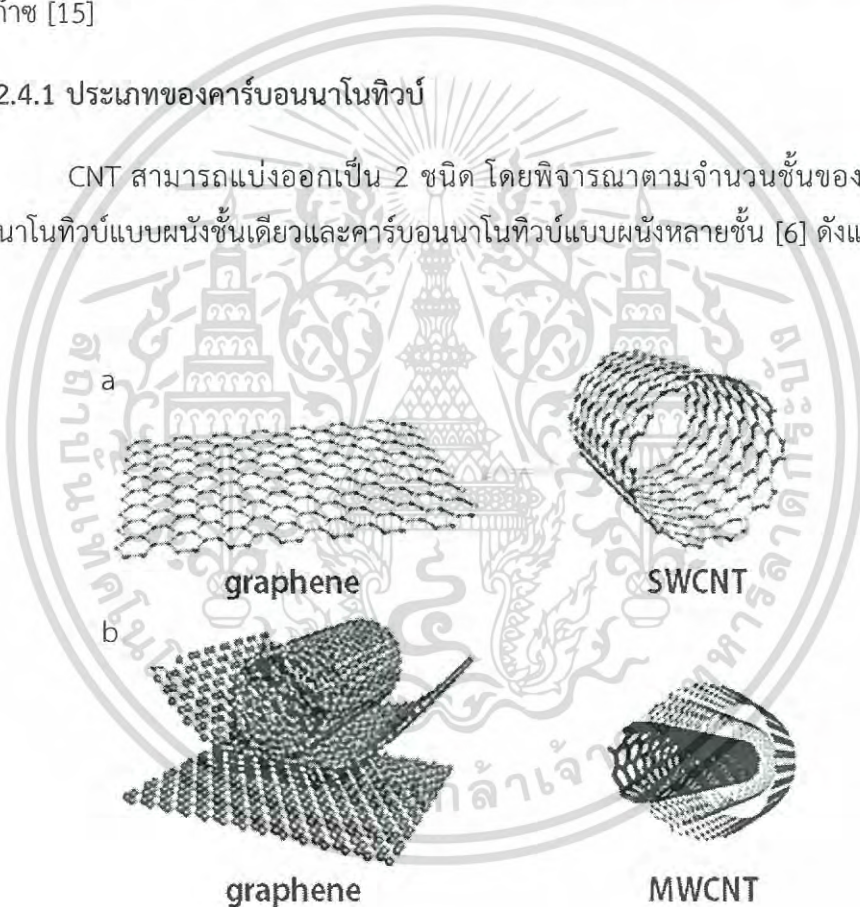 ก๊าซ [15]
2.4.1 ประเภทของคาร์บอนนาโนทิวบ์
CNT สามารถแบ่งออกเป็น 2 ชนิด โดยพิจารณาตามจำนวนชั้นของ
นาโนทิวบ์แบบผนังชั้นเดียวและคาร์บอนนาโนทิวบ์แบบผนังหลายชั้น [6] ดังแ
a
graphene
SWCNT
b
graphene
MWCNT